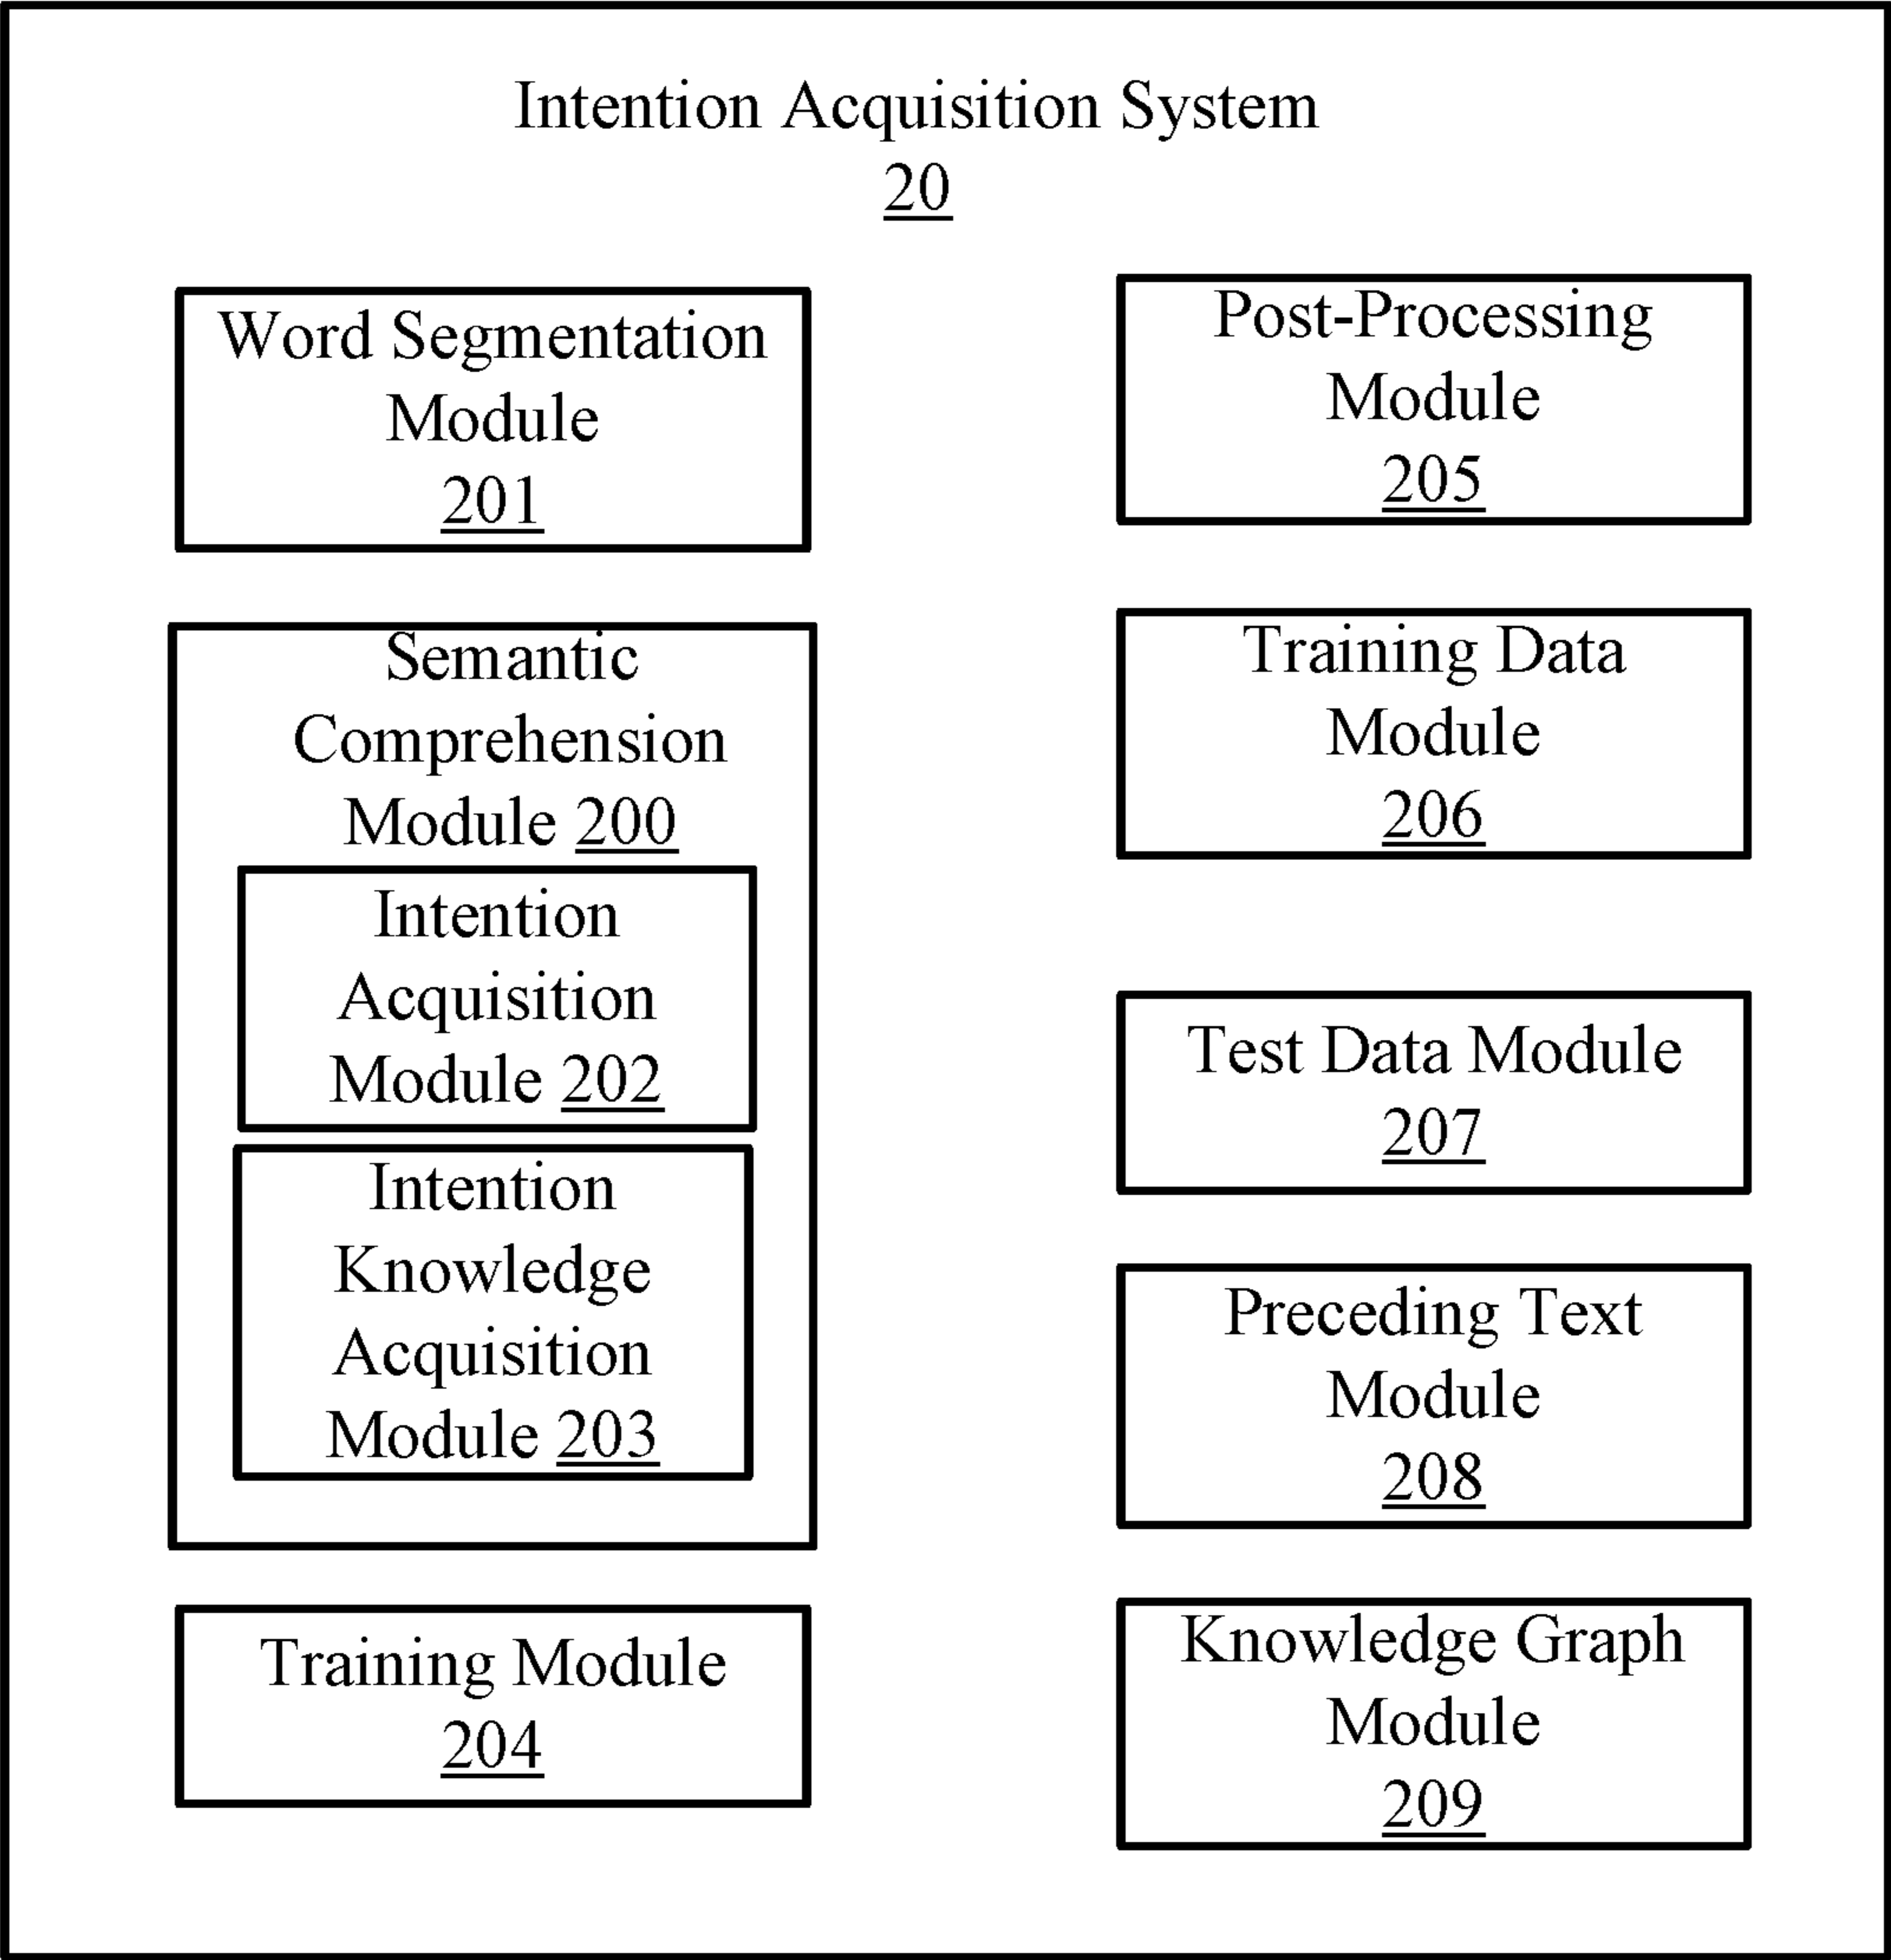 Intention Acquisition System
20
Word Segmentation
Module
201
Semantic
Comprehension
Module 200
Intention
Acquisition
Module 202
Intention
Knowledge
Acquisition
Module 203
Training Module
204
Post-Processing
Module
205
Training Data
Module
206
Test Data Module
207
Preceding Text
Module
208
Knowledge Graph
Module
209